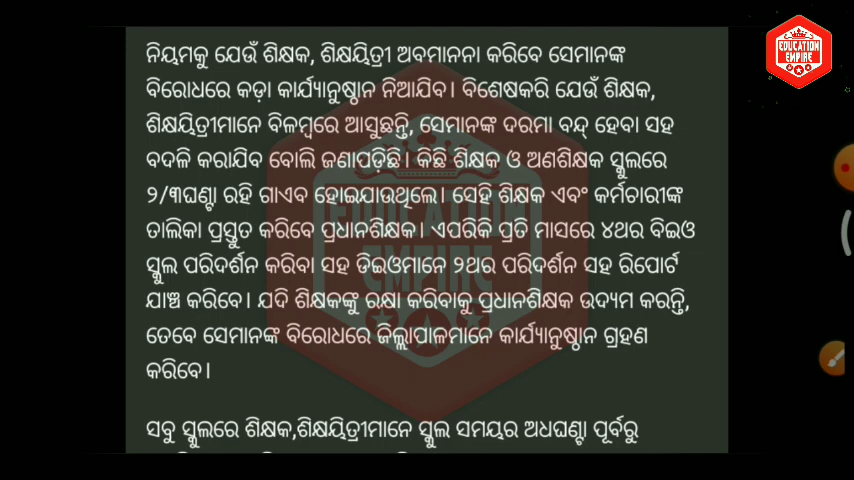 ନିୟମକୁ ଯେଉଁ ଶିକ୍ଷକ, ଶିକ୍ଷୟିତ୍ରୀ ଅବମାନନା କରିବେ ସେମାନଙ୍କ
ବିରୋଧରେ କଡ଼ା କାର୍ଯ୍ୟାନୁଷ୍ଠାନ ନିଆଯିବ। ବିଶେଷକରି ଯେଉଁ ଶିକ୍ଷକ,
ଶିକ୍ଷୟିତ୍ରୀମାନେ ବିଳମ୍ବରେ ଆସୁଛନ୍ତି, ସେମାନଙ୍କ ଦରମା ବନ୍ଦ୍ ହେବା ସହ
ବଦଳି କରାଯିବ ବୋଲି ଜଣାପଡ଼ିଛି। କିଛି ଶିକ୍ଷକ ଓ ଅଣଶିକ୍ଷକ ସ୍କୁଲରେ
୨/୩ଘଣ୍ଟା ରହି ଗାଏବ ହୋଇଯାଉଥିଲେ। ସେହି ଶିକ୍ଷକ ଏବଂ କର୍ମଚାରୀଙ୍କ
ତାଲିକା ପ୍ରସ୍ତୁତ କରିବେ ପ୍ରଧାନଶିକ୍ଷକ। ଏପରିକି ପ୍ରତି ମାସରେ ୪ଥର ବିଇଓ
ସ୍କୁଲ ପରିଦର୍ଶନ କରିବା ସହ ଡିଇଓମାନେ ୨ଥର ପରିଦର୍ଶନ ସହ ରିପୋର୍ଟ
ଯାଞ୍ଚ କରିବେ। ଯଦି ଶିକ୍ଷକଙ୍କୁ ରକ୍ଷା କରିବାକୁ ପ୍ରଧାନଶିକ୍ଷକ ଉଦ୍ୟମ କରନ୍ତି,
ତେବେ ସେମାନଙ୍କ ବିରୋଧରେ ଜିଲ୍ଲାପାଳମାନେ କାର୍ଯ୍ୟାନୁଷ୍ଠାନ ଗ୍ରହଣ
କରିବେ।
ସବୁ ସ୍କୁଲରେ ଶିକ୍ଷକ,ଶିକ୍ଷୟିତ୍ରୀମାନେ ସ୍କୁଲ ସମୟର ଅଧଘଣ୍ଟା ପୂର୍ବରୁ
EDUCATION
EMPIRE
EDUCATION
EMPIRE